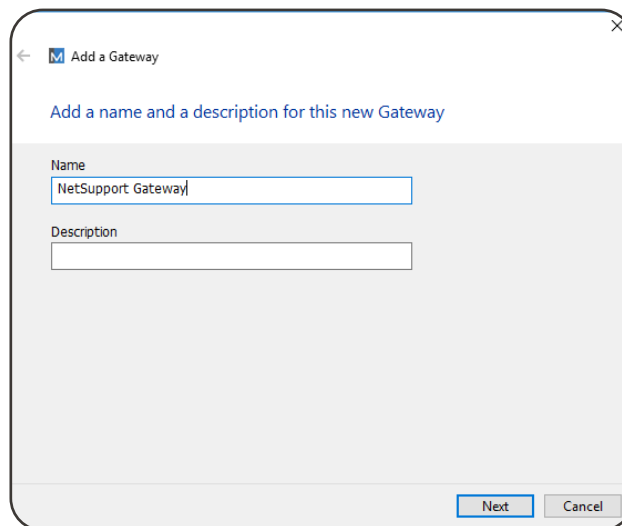 Add a Gateway
Add a name and a description for this new Gateway
Name
NetSupport Gateway
Description
Next Cancel